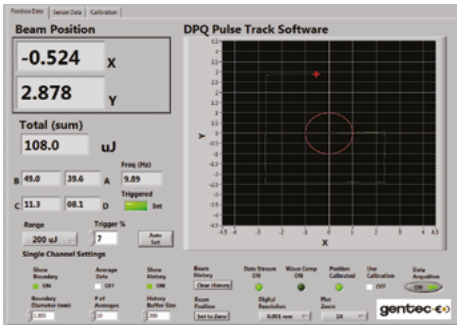 Position Data Sensor Data Calibration
Beam Position
-0.524 X
2.878 Y
Total (sum)
108.0 uJ
B 49.0 39.6 A
C 11.3 08.1 D
Freq (Hz)
9.89
Triggered
Int
Range
200 uJ
Trigger %
7
Auto Set
Single Channel Settings
Show Boundary
ON
Average Data
OFF
Show History
ON
Boundary Diameter (mm)
# of Averages
10
History Buffer Size
200
DPQ Pulse Track Software
Y
X
Beam History
Clear History
Data Stream ON
Wave Comp ON
Position Calibrated
Use Calibration
OFF
Data Acquisition
ON
Beam Position
Set to Zero
Digital Resolution
0.001 mm
Plot Zoom
1X
gentec-eo